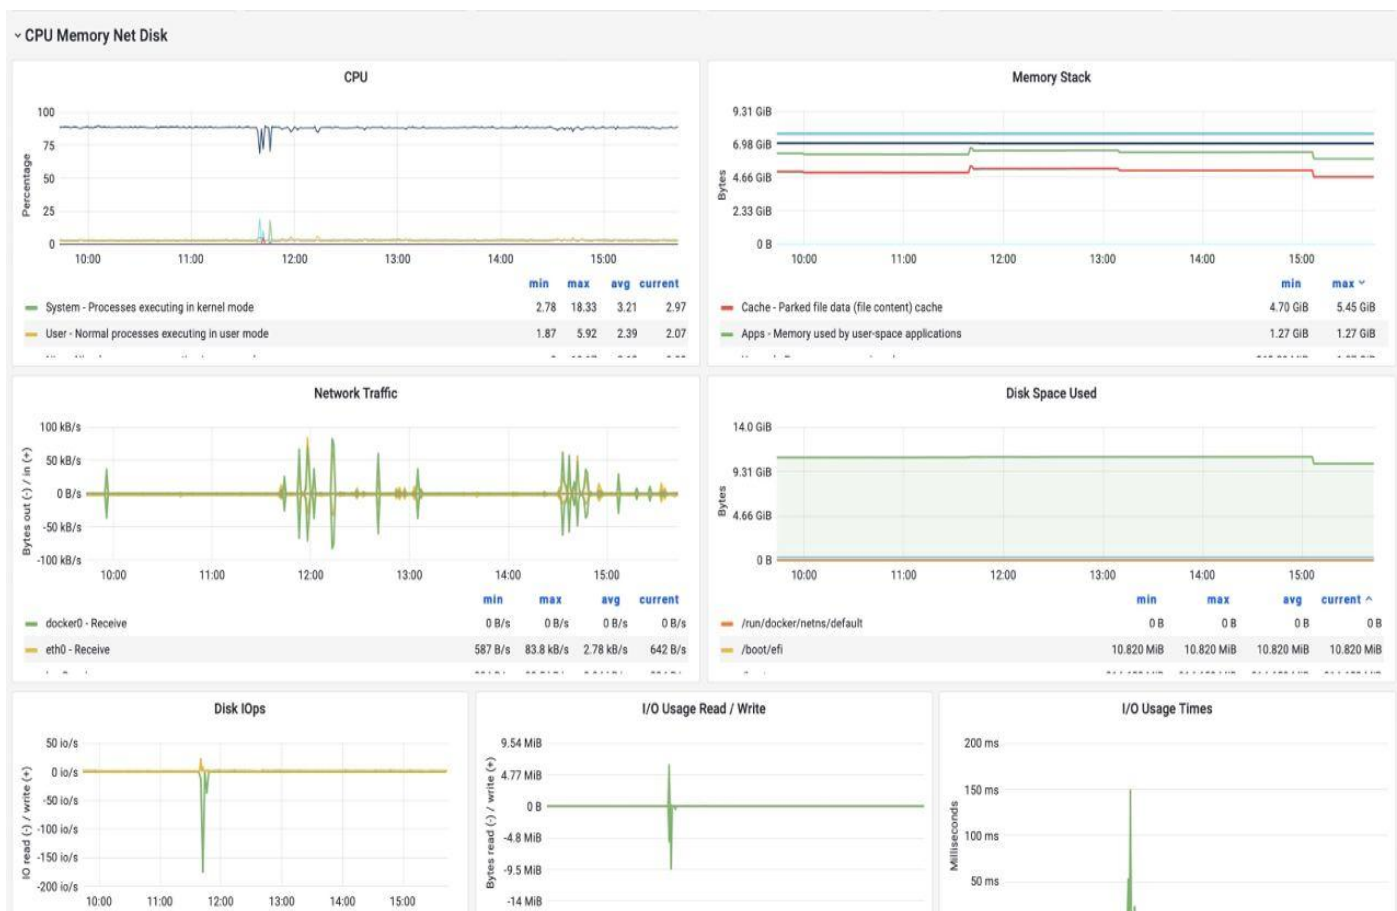 CPU Memory Net Disk
CPU
Percentage
100
75
50
25
0
10:00 11:00 12:00 13:00 14:00 15:00
min max avg current
System - Processes executing in kernel mode 2.78 18.33 3.21 2.97
User - Normal processes executing in user mode 1.87 5.92 2.39 2.07
Memory Stack
Bytes
9.31 GiB
6.98 GiB
4.66 GiB
2.33 GiB
0 B
10:00 11:00 12:00 13:00 14:00 15:00
min max
Cache - Parked file data (file content) cache 4.70 GiB 5.45 GiB
Apps - Memory used by user-space applications 1.27 GiB 1.27 GiB
Network Traffic
Bytes out (-) / in (+)
100 kB/s
50 kB/s
0 B/s
-50 kB/s
-100 kB/s
10:00 11:00 12:00 13:00 14:00 15:00
min max avg current
docker0 - Receive 0 B/s 0 B/s 0 B/s 0 B/s
eth0 - Receive 587 B/s 83.8 kB/s 2.78 kB/s 642 B/s
Disk Space Used
Bytes
14.0 GiB
9.31 GiB
4.66 GiB
0 B
10:00 11:00 12:00 13:00 14:00 15:00
min max avg current
/run/docker/netns/default 0 B 0 B 0 B 0 B
/boot/efi 10.820 MiB 10.820 MiB 10.820 MiB 10.820 MiB
Disk IOps
IO read (-) / write (+)
50 io/s
0 io/s
-50 io/s
-100 io/s
-150 io/s
-200 io/s
10:00 11:00 12:00 13:00 14:00 15:00
I/O Usage Read / Write
Bytes read (-) / write (+)
9.54 MiB
4.77 MiB
0 B
-4.8 MiB
-9.5 MiB
-14 MiB
I/O Usage Times
Milliseconds
200 ms
150 ms
100 ms
50 ms